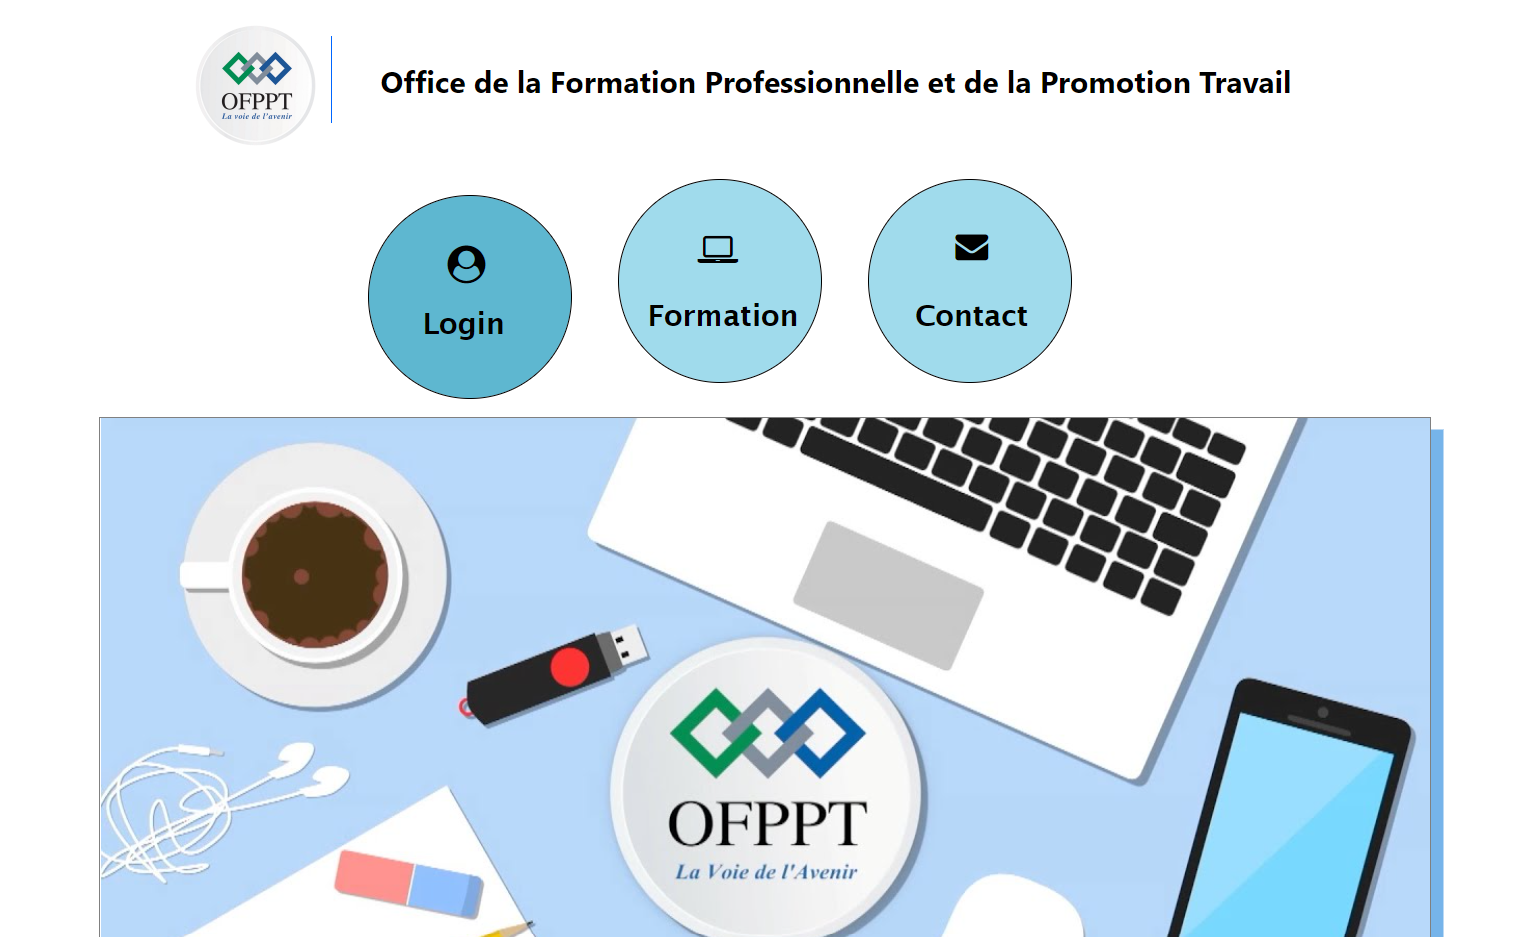 OFPPT
La voie de l'avenir
Office de la Formation Professionnelle et de la Promotion Travail
Login
Formation
Contact
OFPPT
La Voie de l'Avenir